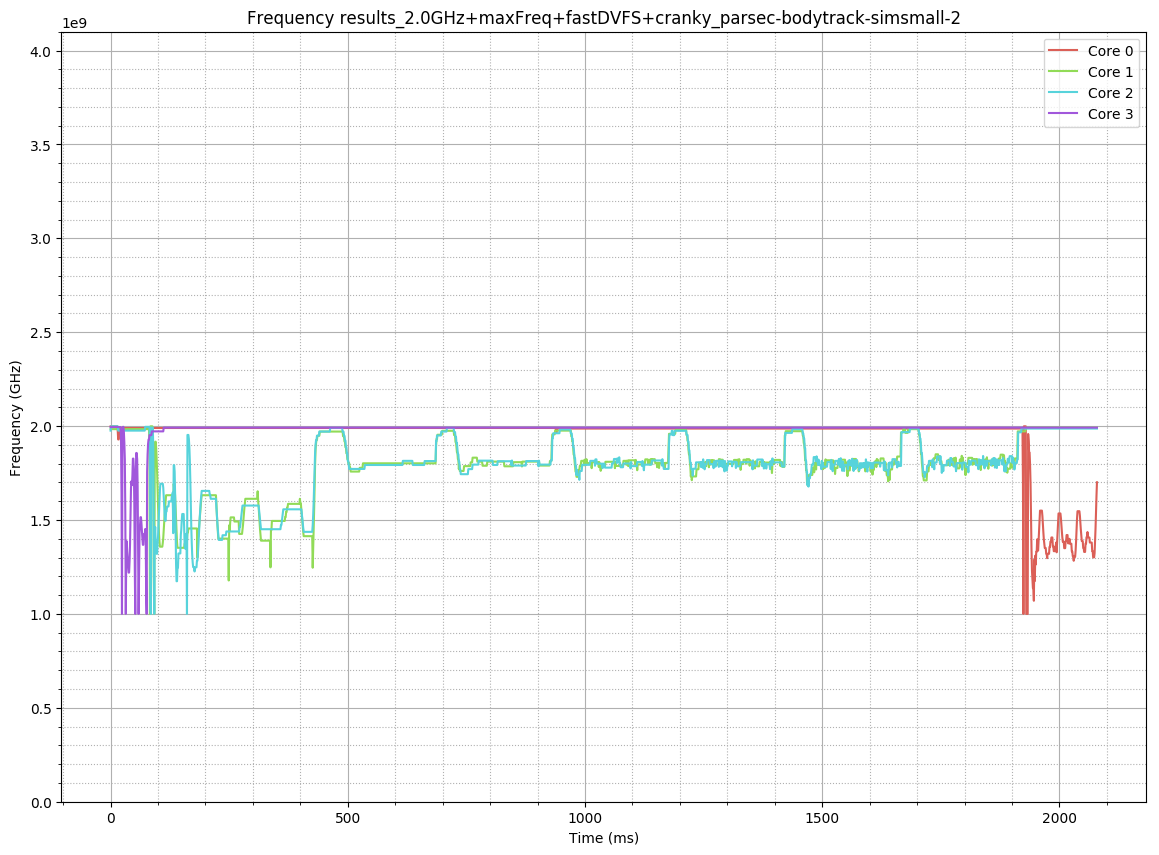 Frequency results_2.0GHz+maxFreq+fastDVFS+cranky_parsec-bodytrack-simsmall-2
1e9
4.0
3.5
3.0
2.5
2.0
1.5
1.0
0.5
0.0
Frequency (GHz)
Core 0
Core 1
Core 2
Core 3
0 500 1000 1500 2000
Time (ms)